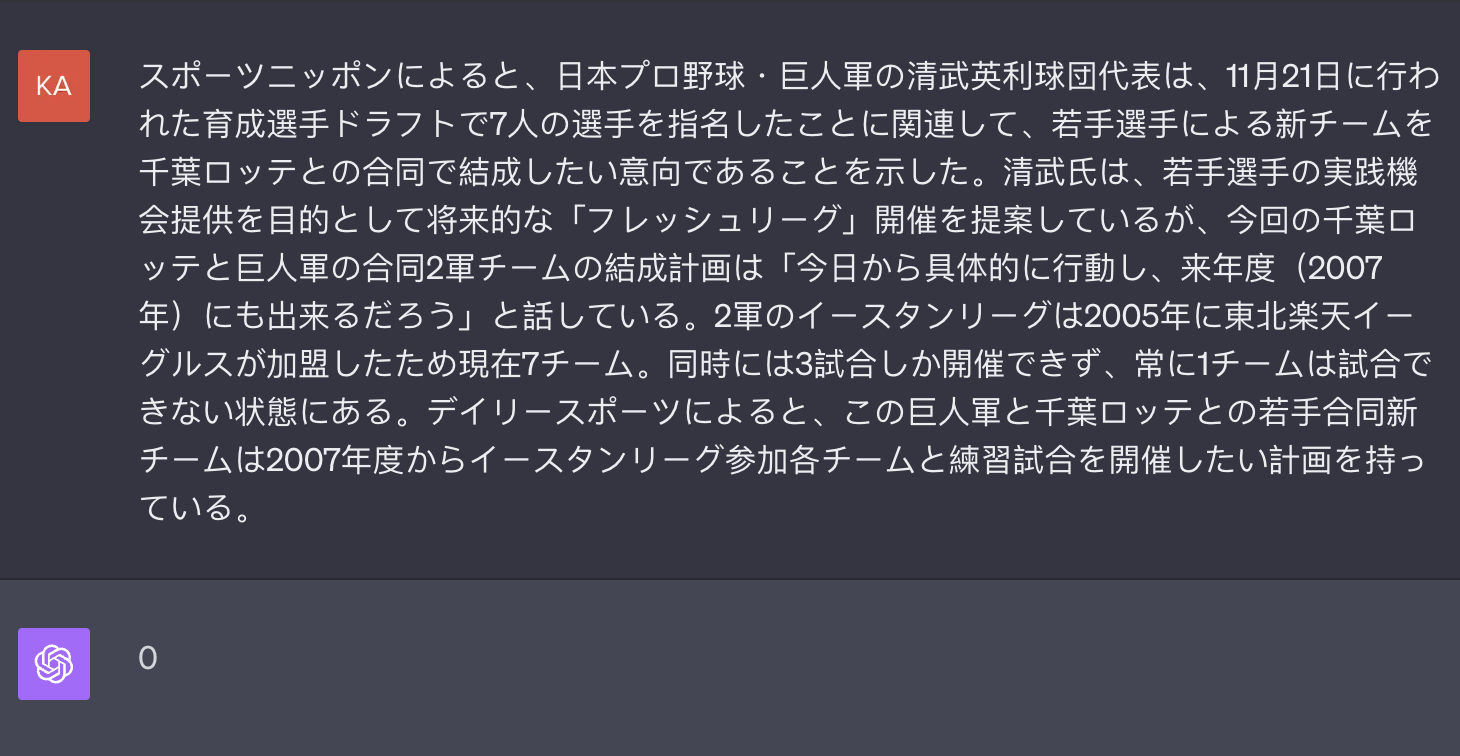 KA
スポーツニッポンによると、日本プロ野球・巨人軍の清武英利球団代表は、11月21日に行わ
れた育成選手ドラフトで7人の選手を指名したことに関連して、若手選手による新チームを
千葉ロッテとの合同で結成したい意向であることを示した。清武氏は、若手選手の実践機
会提供を目的として将来的な「フレッシュリーグ」開催を提案しているが、今回の千葉ロ
ッテと巨人軍の合同2軍チームの結成計画は「今日から具体的に行動し、来年度（2007
年）にも出来るだろう」と話している。2軍のイースタンリーグは2005年に東北楽天イー
グルスが加盟したため現在7チーム。同時には3試合しか開催できず、常に1チームは試合で
きない状態にある。デイリースポーツによると、この巨人軍と千葉ロッテとの若手合同新
チームは2007年度からイースタンリーグ参加各チームと練習試合を開催したい計画を持っ
ている。
0